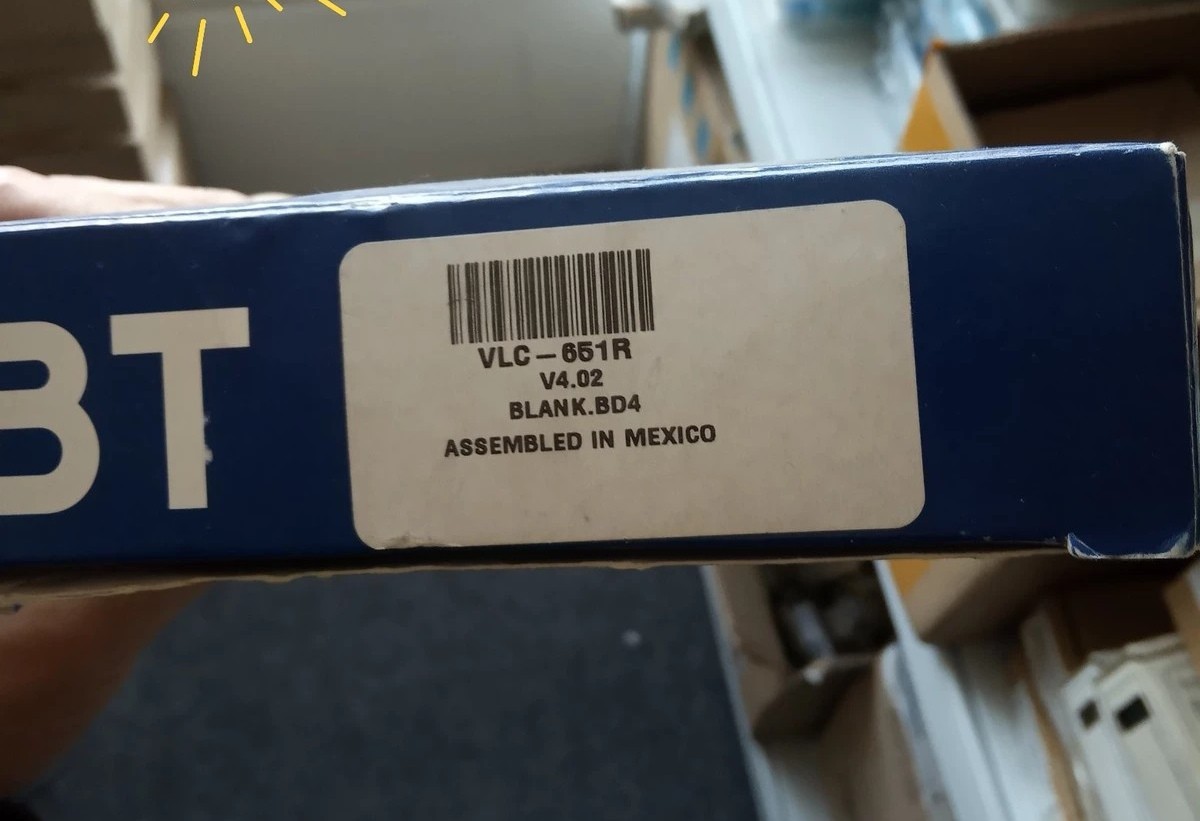 BT
VLC-651R
V4.02
BLANK.BD4
ASSEMBLED IN MEXICO